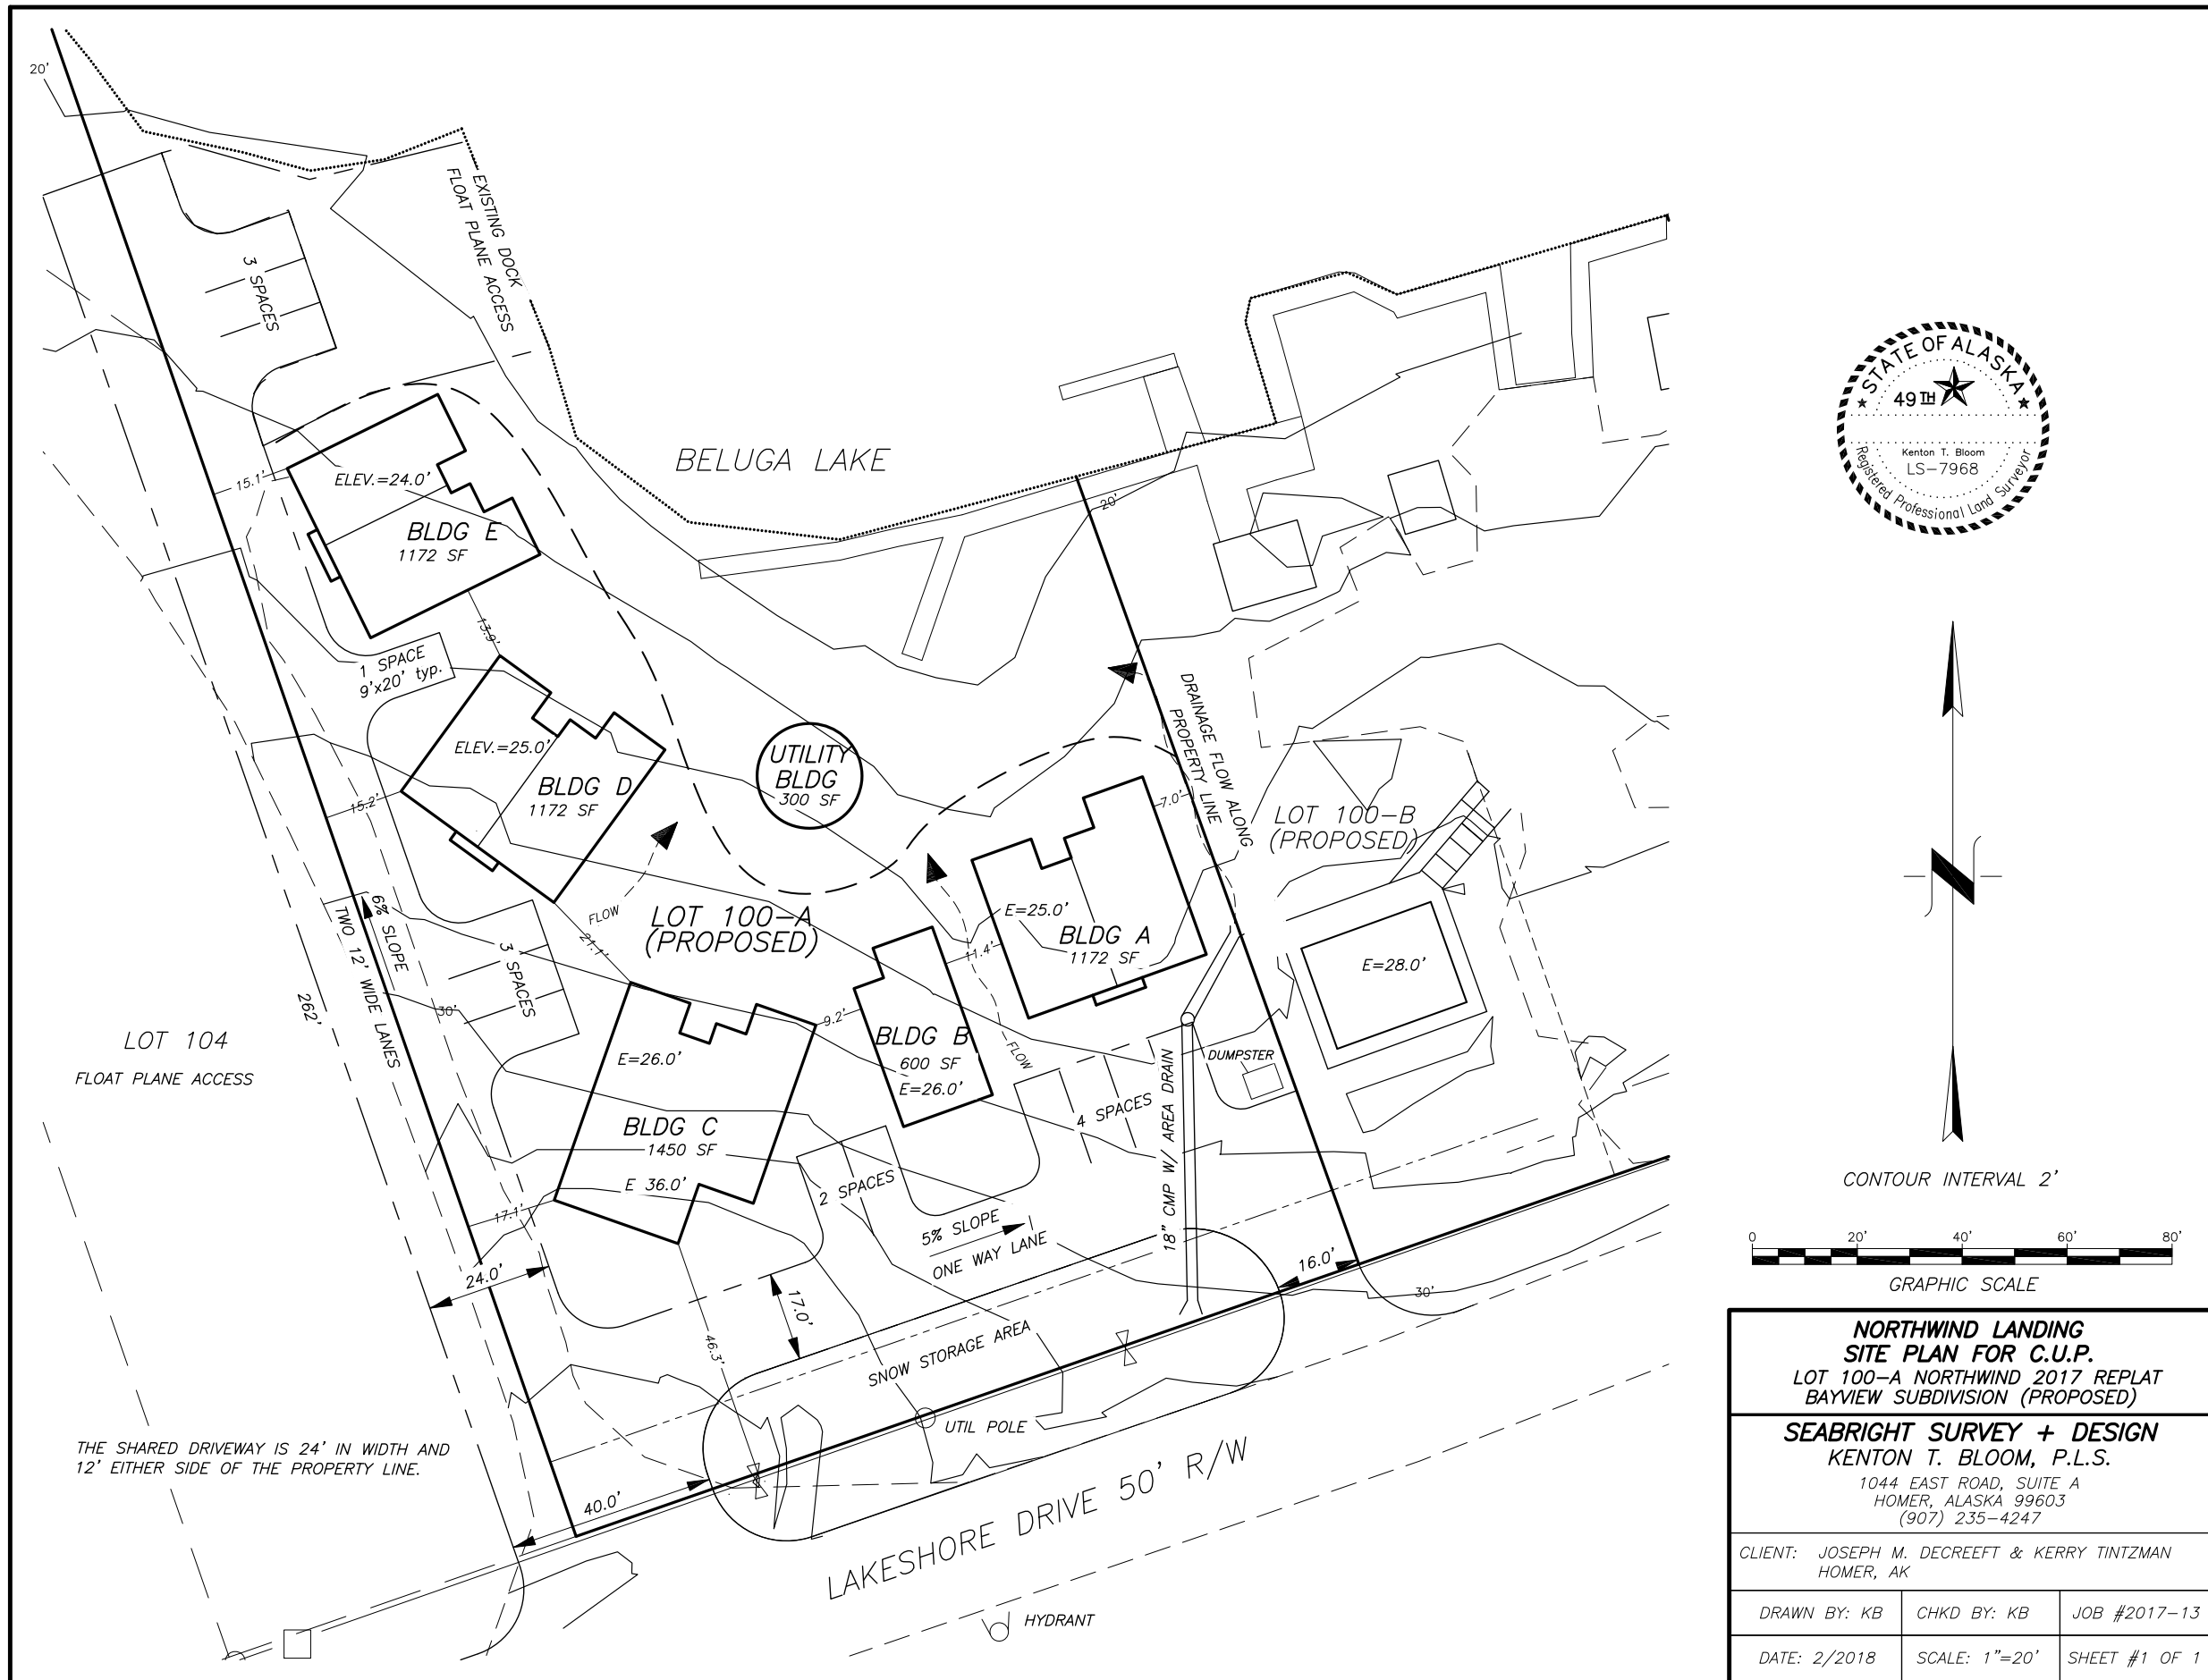 20'
EXISTING DOCK
FLOAT PLANE ACCESS
3 SPACES
BELUGA LAKE
15.1'
ELEV.=24.0'
BLDG E
1172 SF
20'
13.9'
1 SPACE
9'x20' typ.
ELEV.=25.0'
BLDG D
1172 SF
15.2'
UTILITY
BLDG
300 SF
DRAINAGE FLOW ALONG
PROPERTY LINE
7.0'
LOT 100-B
(PROPOSED)
6% SLOPE
TWO 12' WIDE LANES
262'
FLOW
21.1'
LOT 100-A
(PROPOSED)
3 SPACES
30'
E=25.0'
BLDG A
1172 SF
11.4'
E=28.0'
9.2'
BLDG B
600 SF
E=26.0'
FLOW
E=26.0'
BLDG C
1450 SF
E 36.0'
17.1'
LOT 104
FLOAT PLANE ACCESS
DUMPSTER
4 SPACES
18" CMP W/ AREA DRAIN
2 SPACES
5% SLOPE
ONE WAY LANE
24.0'
17.0'
46.3'
16.0'
30'
SNOW STORAGE AREA
UTIL POLE
THE SHARED DRIVEWAY IS 24' IN WIDTH AND
12' EITHER SIDE OF THE PROPERTY LINE.
40.0'
LAKESHORE DRIVE 50' R/W
HYDRANT
STATE OF ALASKA
49TH
Kenton T. Bloom
LS-7968
Registered Professional Land Surveyor
N
CONTOUR INTERVAL 2'
0 20' 40' 60' 80'
GRAPHIC SCALE
NORTHWIND LANDING
SITE PLAN FOR C.U.P.
LOT 100-A NORTHWIND 2017 REPLAT
BAYVIEW SUBDIVISION (PROPOSED)
SEABRIGHT SURVEY + DESIGN
KENTON T. BLOOM, P.L.S.
1044 EAST ROAD, SUITE A
HOMER, ALASKA 99603
(907) 235-4247
CLIENT: JOSEPH M. DECREEFT & KERRY TINTZMAN
HOMER, AK
DRAWN BY: KB CHKD BY: KB JOB #2017-13
DATE: 2/2018 SCALE: 1"=20' SHEET #1 OF 1